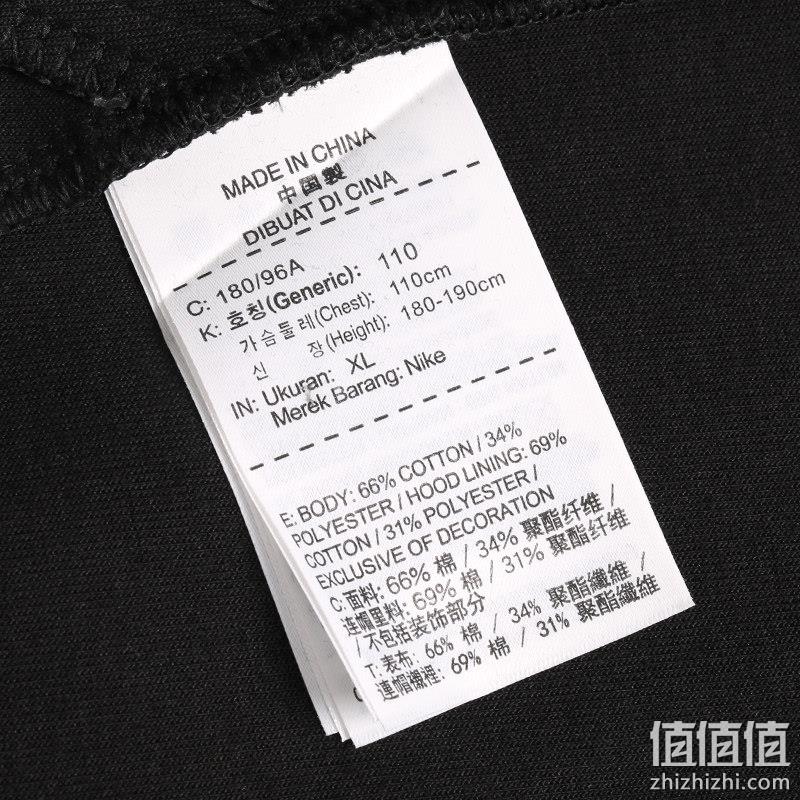 MADE IN CHINA
中国製
DIBUAT DI CINA
C: 180/96A
K: 호칭(Generic): 110
가슴둘레(Chest): 110cm
신 장(Height): 180-190cm
IN: Ukuran: XL
Merek Barang: Nike
E: BODY: 66% COTTON / 34%
POLYESTER / HOOD LINING: 69%
COTTON / 31% POLYESTER /
EXCLUSIVE OF DECORATION
C: 面料: 66% 棉 / 34% 聚酯纤维 /
连帽里料: 69% 棉 / 31% 聚酯纤维
/ 不包括装饰部分
T: 表布: 66% 棉 / 34% 聚酯纖維 /
連帽襯裡: 69% 棉 / 31% 聚酯纖維
值值值
zhizhizhi.com